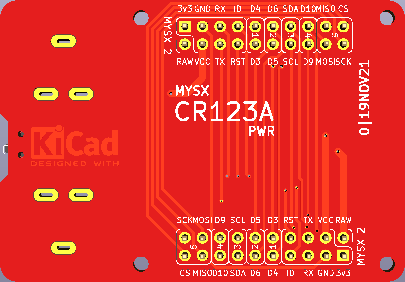 3v3 GND RX ID D4 D6 SDA D10 MISO CS
MYSX 2
RAW VCC TX RST D3 D5 SCL D9 MOSI SCK
MYSX
CR123A
PWR
0|19NOV21
KiCad
DESIGNED WITH
SCK MOSI D9 SCL D5 D3 RST TX VCC RAW
MYSX 2
CS MISO D10 SDA D6 D4 ID RX GND 3v3